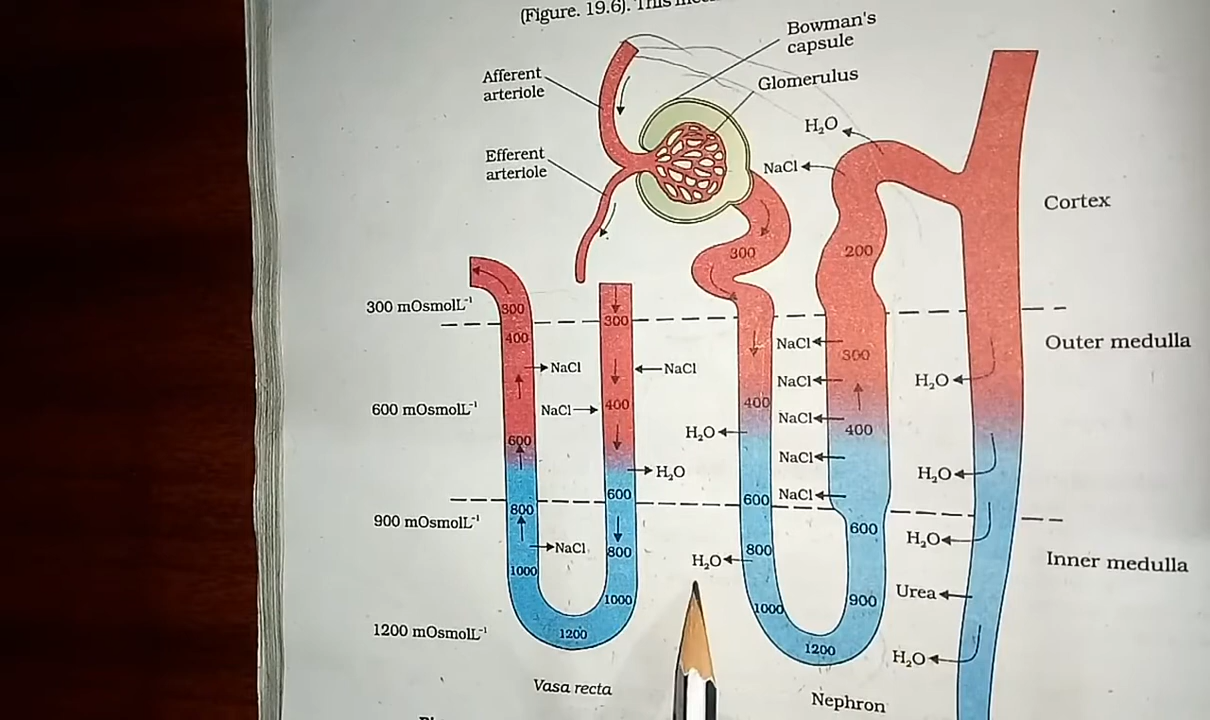 (Figure. 19.6). This
Bowman's
capsule
Afferent
arteriole
Glomerulus
H₂O
Efferent
arteriole
NaCl
Cortex
300
200
300 mOsmolL⁻¹
300
300
400
NaCl
NaCl
NaCl
300
Outer medulla
H₂O
NaCl
600 mOsmolL⁻¹
NaCl
400
400
NaCl
400
600
H₂O
NaCl
H₂O
H₂O
600
600
NaCl
900 mOsmolL⁻¹
800
600
H₂O
NaCl
800
H₂O
800
Inner medulla
1000
1000
1000
900
Urea
1200 mOsmolL⁻¹
1200
1200
H₂O
Vasa recta
Nephron